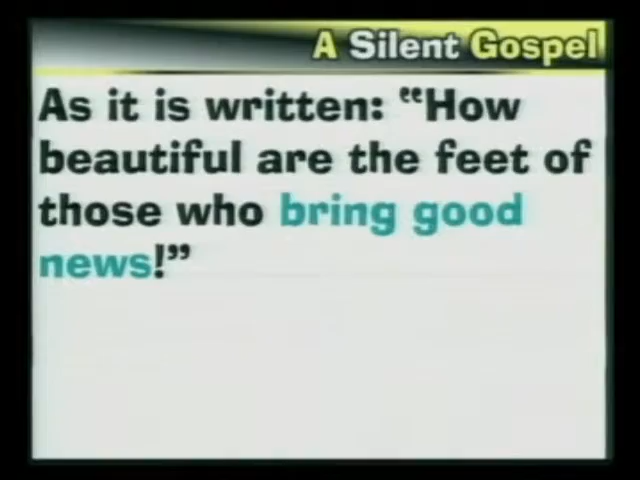 A Silent Gospel
As it is written: “How
beautiful are the feet of
those who bring good
news!”